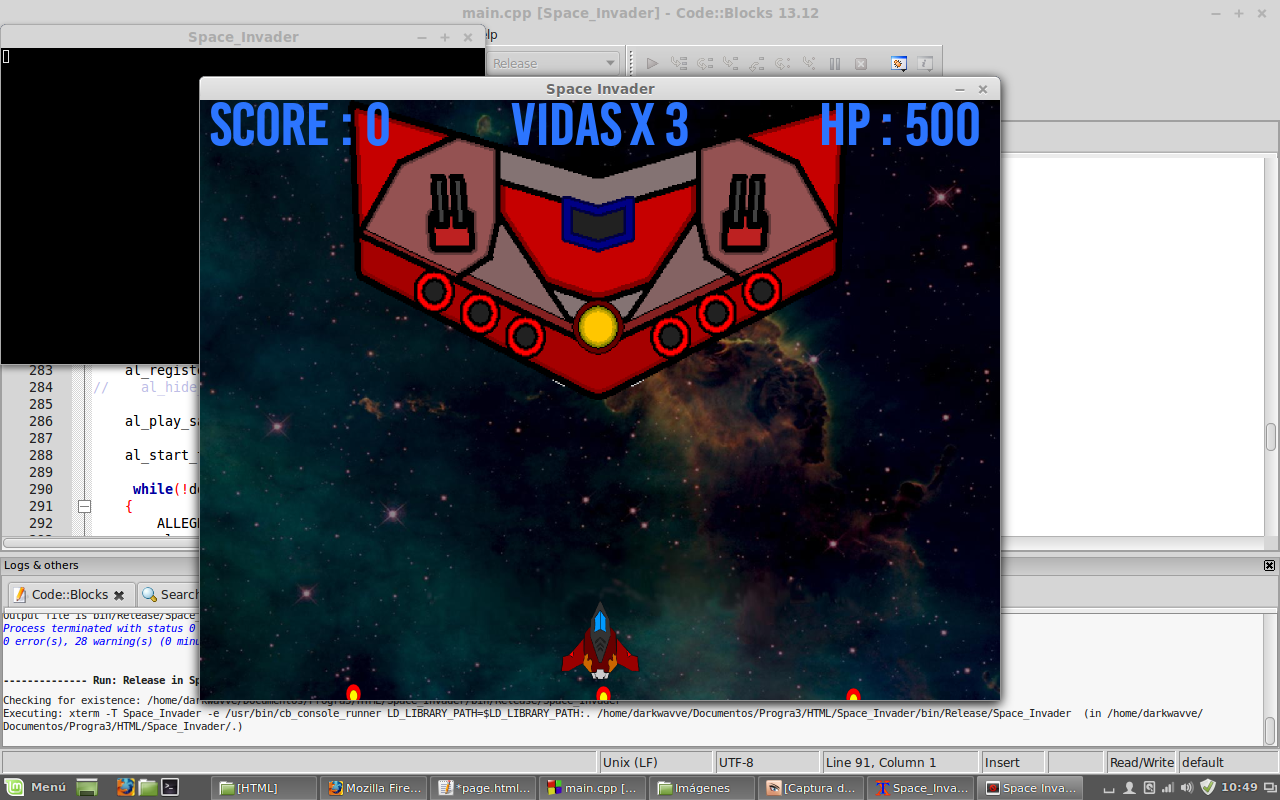 main.cpp [Space_Invader] - Code::Blocks 13.12
Space_Invader
Release
Space Invader
SCORE : 0 VIDAS X 3 HP : 500
283 al_regist
284 // al_hide
285
286 al_play_sa
287
288 al_start_
289
290 while(!d
291 {
292 ALLEG
Logs & others
Code::Blocks
Search
Output file is bin/Release/Space_
Process terminated with status 0
0 error(s), 28 warning(s) (0 minu
-------------- Run: Release in Sp
Checking for existence: /home/darkwavve/Documentos/Progra3/HTML/Space_Invader/bin/Release/Space_Invader
Executing: xterm -T Space_Invader -e /usr/bin/cb_console_runner LD_LIBRARY_PATH=$LD_LIBRARY_PATH:. /home/darkwavve/Documentos/Progra3/HTML/Space_Invader/bin/Release/Space_Invader (in /home/darkwavve/
Documentos/Progra3/HTML/Space_Invader/.)
Unix (LF) UTF-8 Line 91, Column 1 Insert Read/Write default
Menú [HTML] Mozilla Fire... *page.html... main.cpp [... Imágenes [Captura d... Space_Inva... Space Inva... 10:49